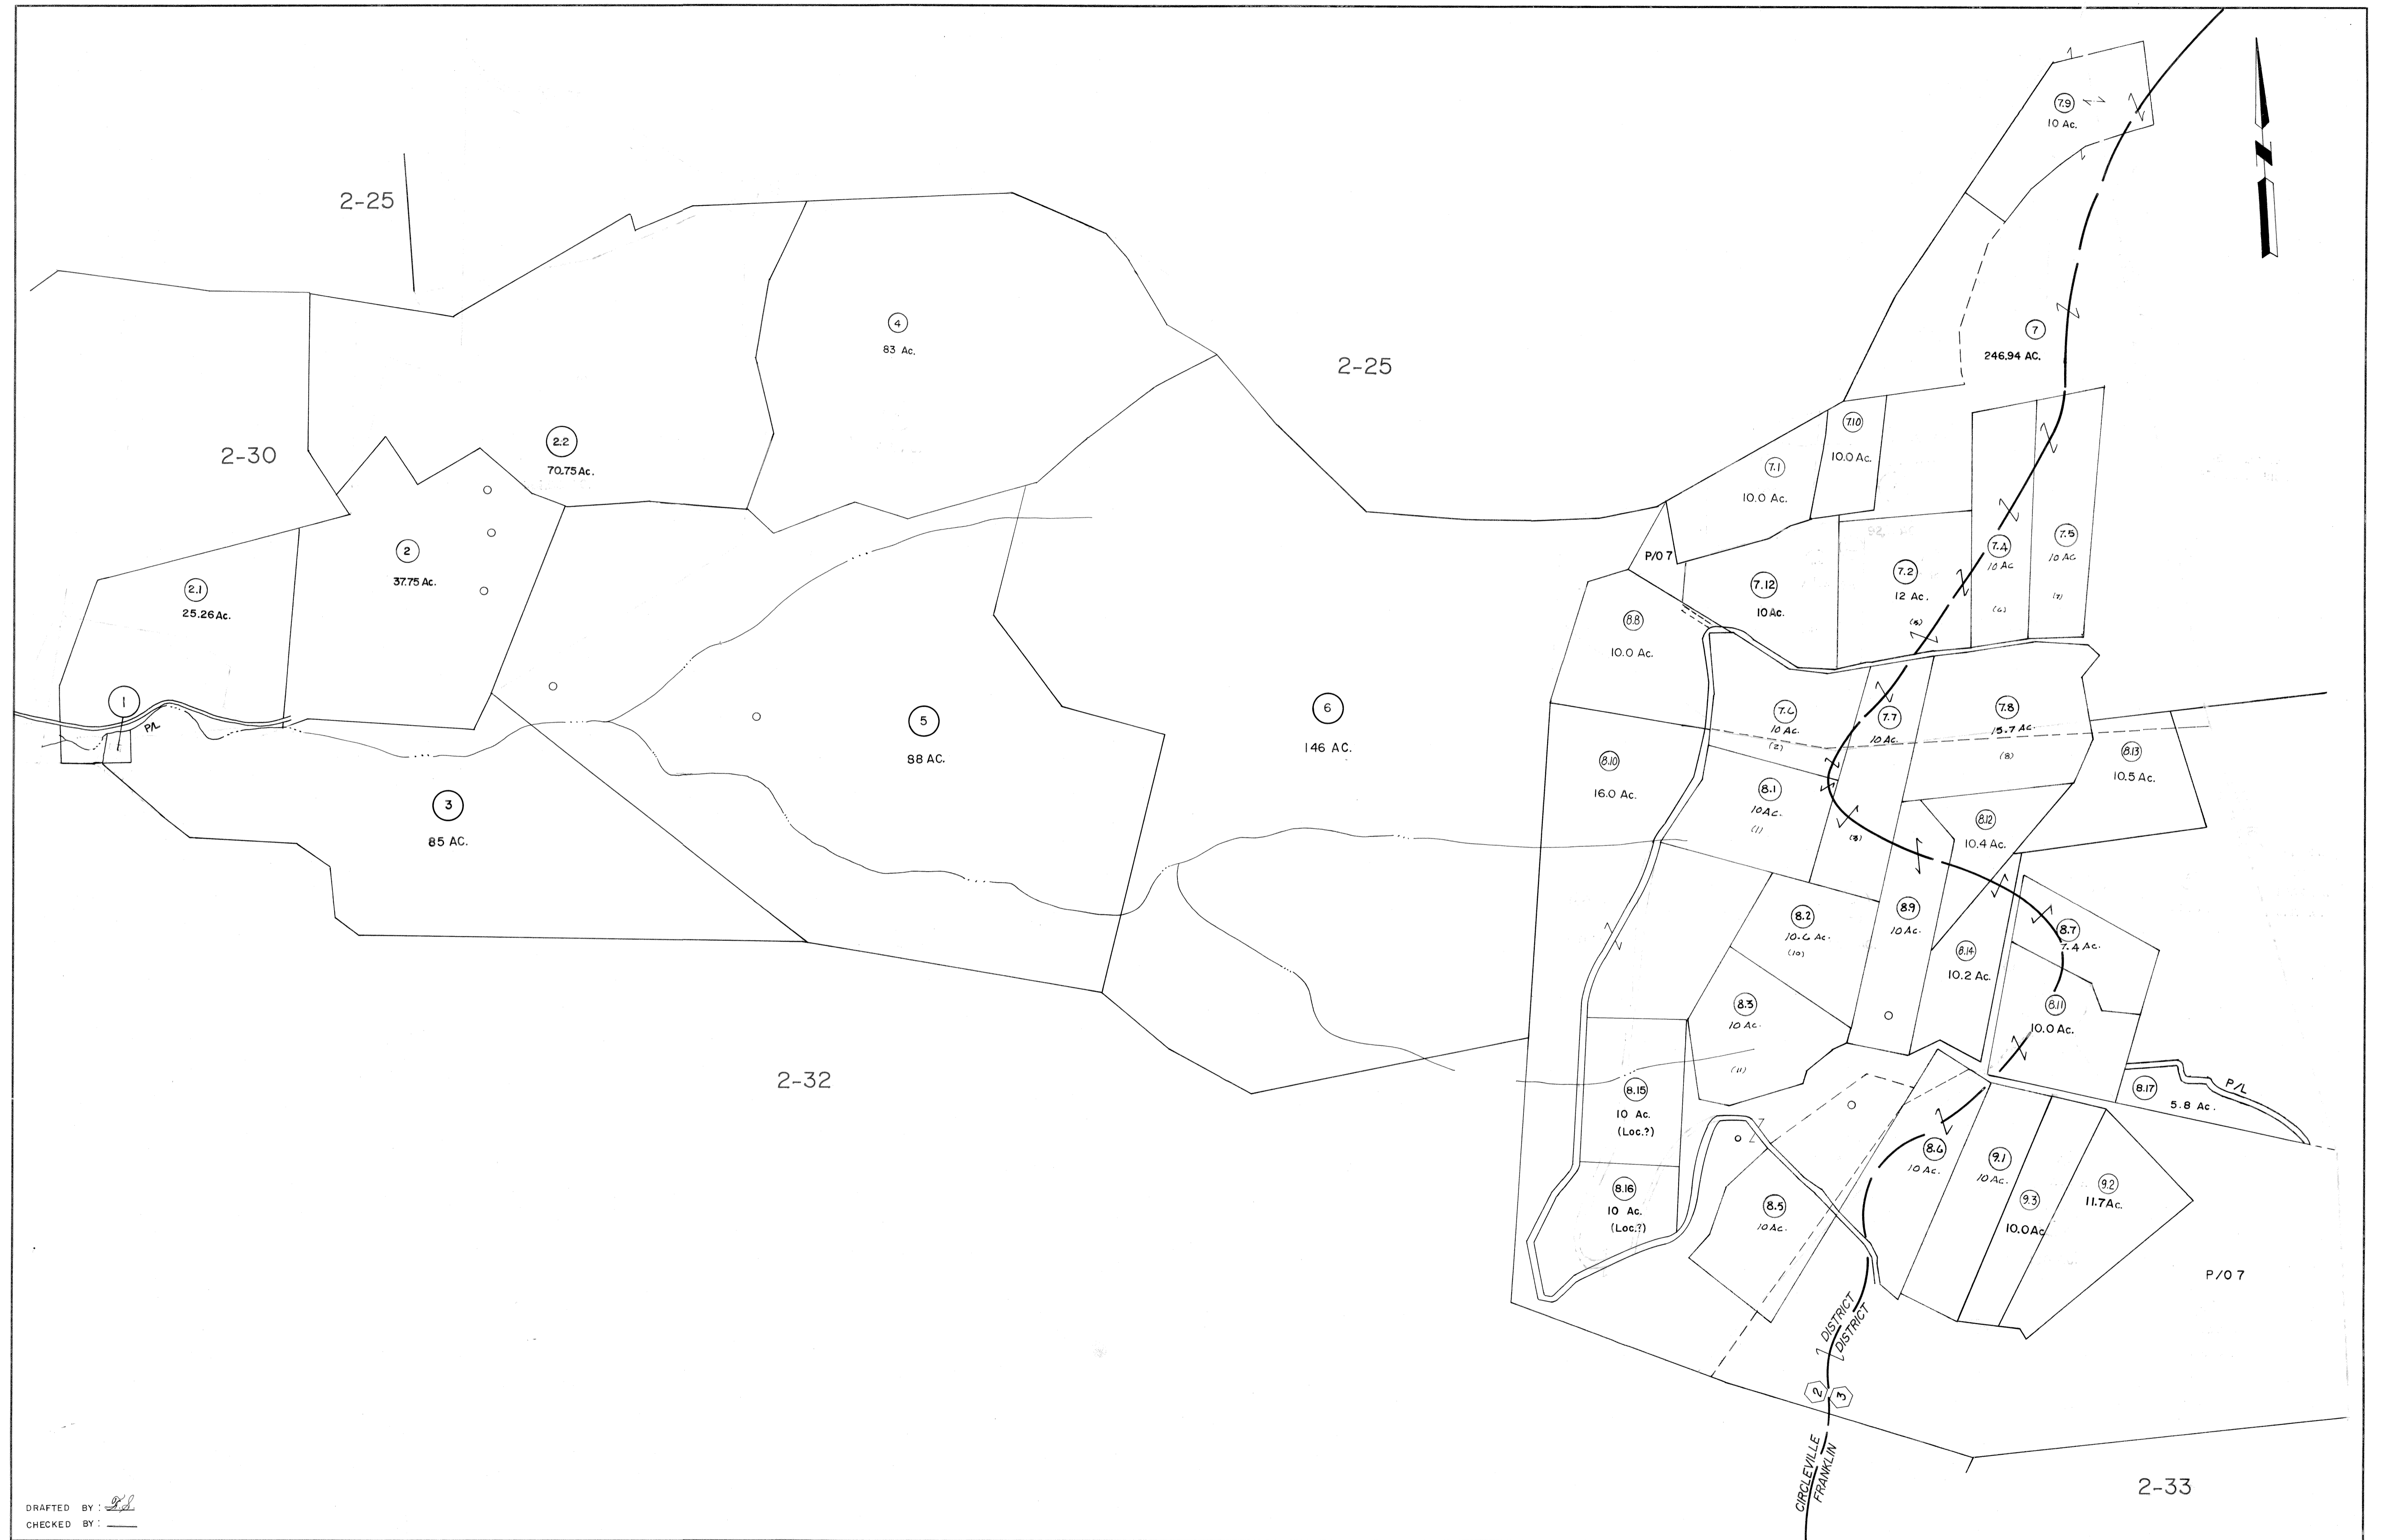 7.9
10 Ac.
2-25
4
83 Ac.
7
246.94 AC.
2-25
2-30
2.2
70.75 Ac.
7.10
10.0 Ac.
7.1
10.0 Ac.
2
37.75 Ac.
2.1
25.26 Ac.
P/O 7
7.12
10 Ac.
7.2
12 Ac.
(5)
7.4
10 AC
(6)
7.5
10 AC
(7)
8.8
10.0 Ac.
1
P/L
5
88 AC.
6
146 AC.
7.6
10 Ac.
(2)
7.7
10 Ac.
7.8
15.7 Ac.
(8)
8.13
10.5 Ac.
3
85 AC.
8.10
16.0 Ac.
8.1
10 AC.
(1)
8.12
10.4 Ac.
8.2
10.6 Ac.
(10)
8.9
10 Ac.
8.14
10.2 Ac.
8.7
7.4 Ac.
8.3
10 Ac.
(11)
8.11
10.0 Ac.
2-32
8.15
10 Ac.
(Loc.?)
8.17
5.8 Ac.
P/L
8.16
10 Ac.
(Loc.?)
8.5
10 Ac.
8.6
10 Ac.
9.1
10 Ac.
9.3
10.0 Ac
9.2
11.7 Ac.
P/O 7
DISTRICT
DISTRICT
2
3
CIRCLEVILLE
FRANKLIN
2-33
DRAFTED BY:
CHECKED BY: